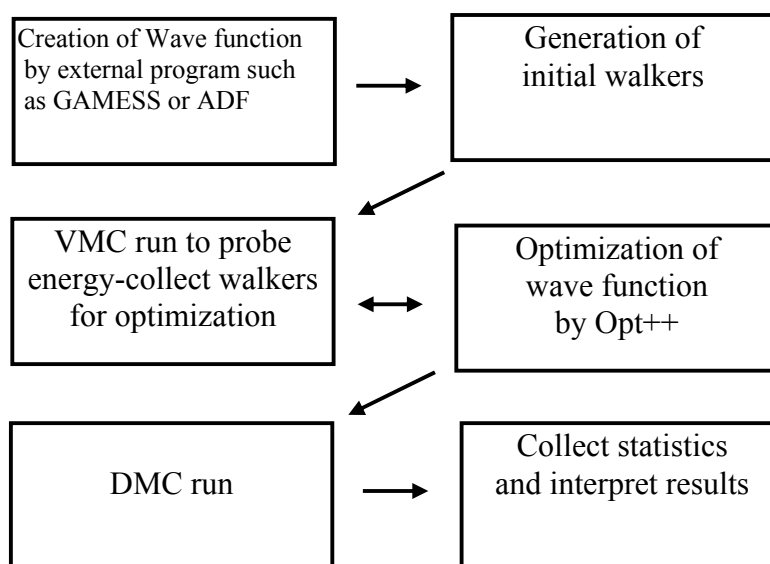 Creation of Wave function
by external program such
as GAMESS or ADF
Generation of
initial walkers
VMC run to probe
energy-collect walkers
for optimization
Optimization of
wave function
by Opt++
DMC run
Collect statistics
and interpret results